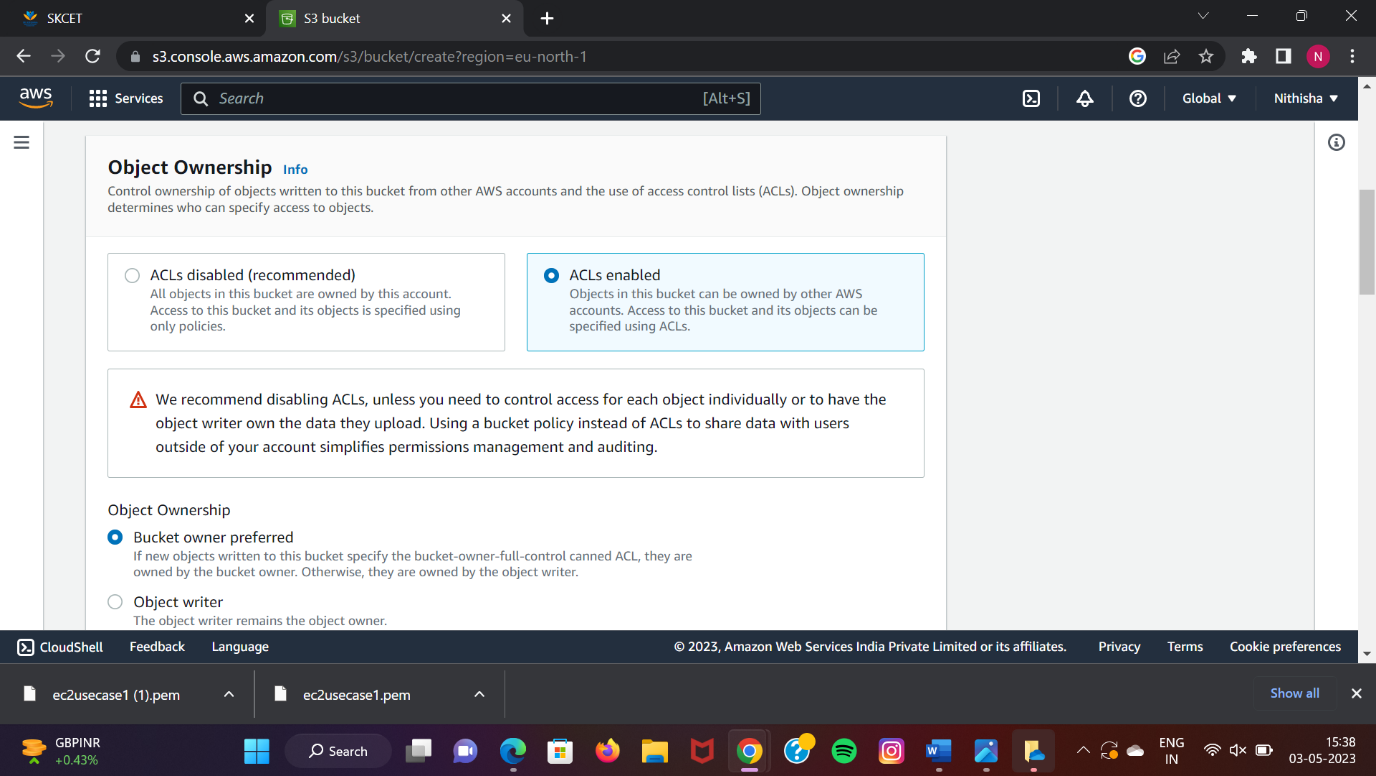 SKCET
S3 bucket
s3.console.aws.amazon.com/s3/bucket/create?region=eu-north-1
N
aws
Services
Search
[Alt+S]
Global
Nithisha
Object Ownership Info
Control ownership of objects written to this bucket from other AWS accounts and the use of access control lists (ACLs). Object ownership
determines who can specify access to objects.
ACLs disabled (recommended)
All objects in this bucket are owned by this account.
Access to this bucket and its objects is specified using
only policies.
ACLs enabled
Objects in this bucket can be owned by other AWS
accounts. Access to this bucket and its objects can be
specified using ACLs.
We recommend disabling ACLs, unless you need to control access for each object individually or to have the
object writer own the data they upload. Using a bucket policy instead of ACLs to share data with users
outside of your account simplifies permissions management and auditing.
Object Ownership
Bucket owner preferred
If new objects written to this bucket specify the bucket-owner-full-control canned ACL, they are
owned by the bucket owner. Otherwise, they are owned by the object writer.
Object writer
The object writer remains the object owner.
CloudShell
Feedback
Language
© 2023, Amazon Web Services India Private Limited or its affiliates.
Privacy
Terms
Cookie preferences
ec2usecase1 (1).pem
ec2usecase1.pem
Show all
GBPINR
+0.43%
Search
ENG
IN
15:38
03-05-2023